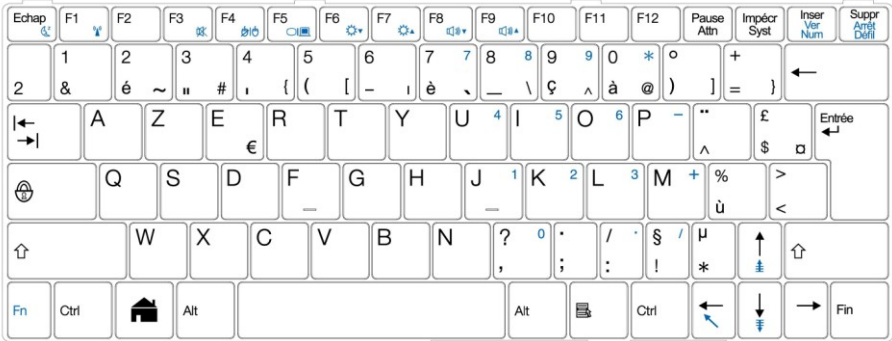 Echap F1 F2 F3 F4 F5 F6 F7 F8 F9 F10 F11 F12 Pause Attn Impécr Syst Inser Ver Num Suppr Arrêt Défil
1 2 3 4 5 6 7 7 8 8 9 9 0 * ° +
2 & é ~ " # ' { ( [ - | è ` _ \ ç ^ à @ ) ] = }
A Z E € R T Y U 4 I 5 O 6 P - ¨ ^ £ $ ¤ Entrée
Q S D F G H J 1 K 2 L 3 M + % ù > <
W X C V B N ? 0 , . ; / . : § / ! µ *
Fn Ctrl Alt Alt Ctrl Fin